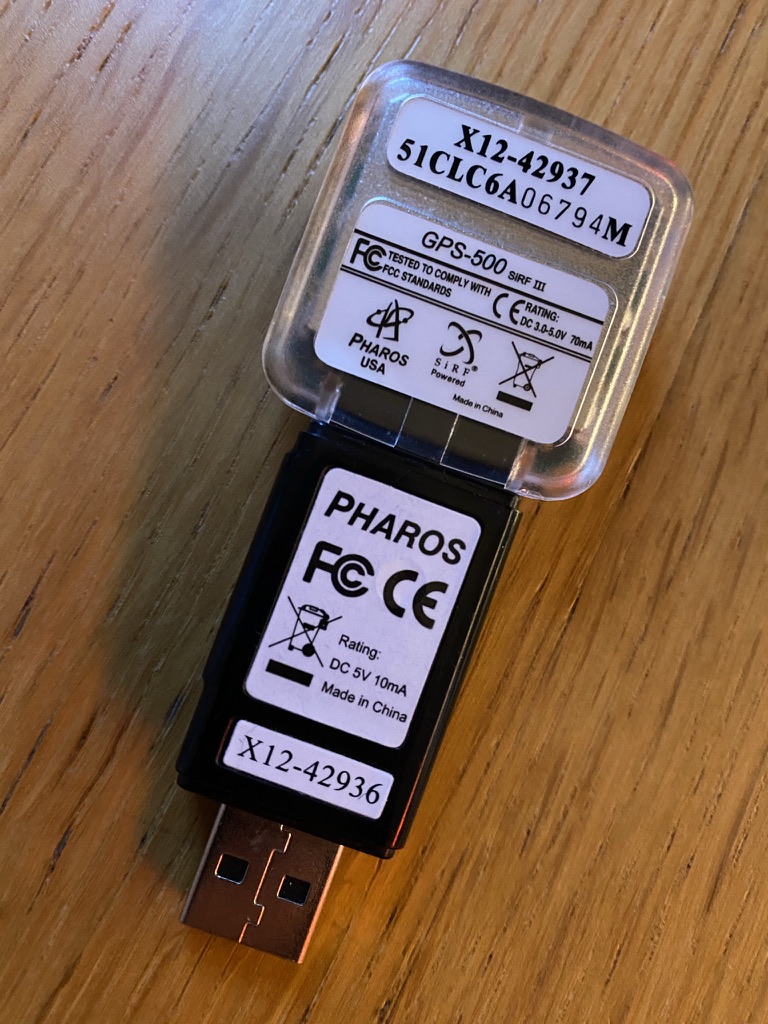 X12-42937
51CLC6A06794M
GPS-500 SiRF III
FC TESTED TO COMPLY WITH
FCC STANDARDS
CE RATING:
DC 3.0-5.0V 70mA
PHAROS
USA
SiRF®
Powered
Made in China
PHAROS
FC CE
Rating:
DC 5V 10mA
Made in China
X12-42936